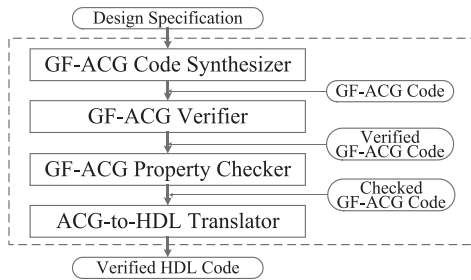 Design Specification
GF-ACG Code Synthesizer
GF-ACG Code
GF-ACG Verifier
Verified
GF-ACG Code
GF-ACG Property Checker
Checked
GF-ACG Code
ACG-to-HDL Translator
Verified HDL Code